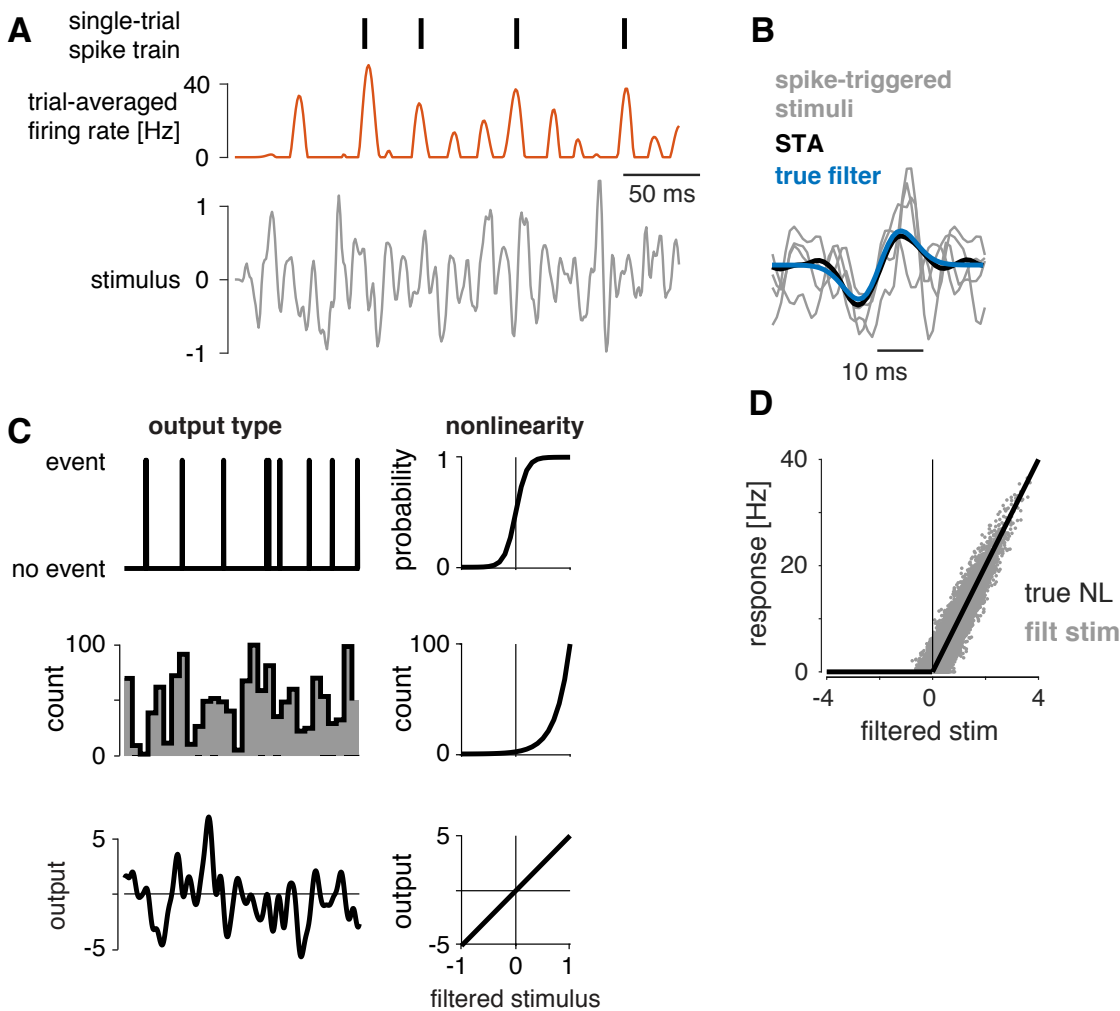 A
single-trial
spike train
40
trial-averaged
firing rate [Hz]
0
50 ms
1
stimulus
0
-1
B
spike-triggered
stimuli
STA
true filter
10 ms
C
output type
nonlinearity
event
no event
probability
1
0
count
100
0
count
100
0
output
5
-5
output
5
-5
-1
0
1
filtered stimulus
D
response [Hz]
40
20
0
true NL
filt stim
-4
0
4
filtered stim